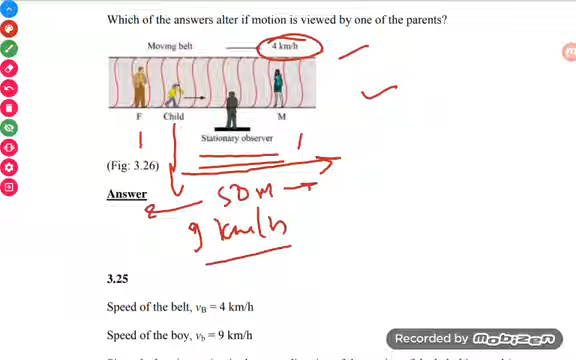 Which of the answers alter if motion is viewed by one of the parents?
Moving belt 4 km/h
F Child M
Stationary observer
(Fig: 3.26)
Answer
50 m
9 km/h
3.25
Speed of the belt, vB = 4 km/h
Speed of the boy, vb = 9 km/h
Recorded by
mobizen